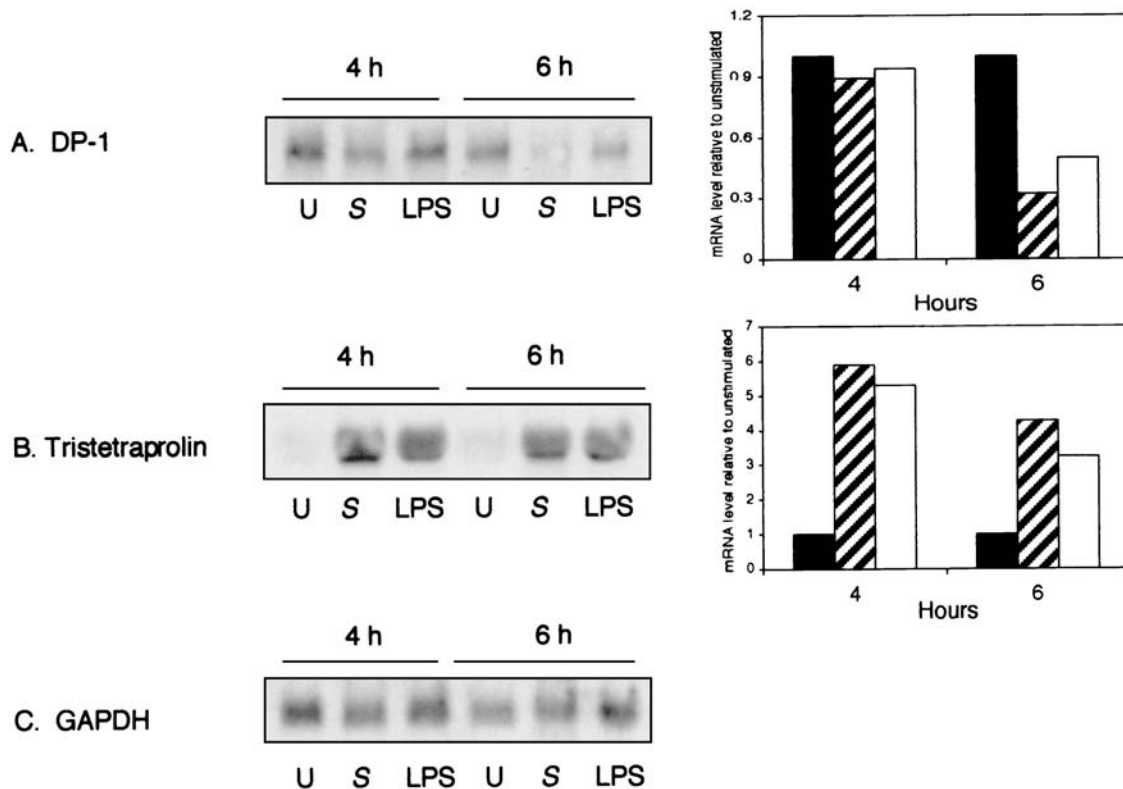 4 h 6 h
A. DP-1
U S LPS U S LPS
mRNA level relative to unstimulated
1.2
0.9
0.6
0.3
0
4 6
Hours
4 h 6 h
B. Tristetraprolin
U S LPS U S LPS
mRNA level relative to unstimulated
7
6
5
4
3
2
1
0
4 6
Hours
4 h 6 h
C. GAPDH
U S LPS U S LPS